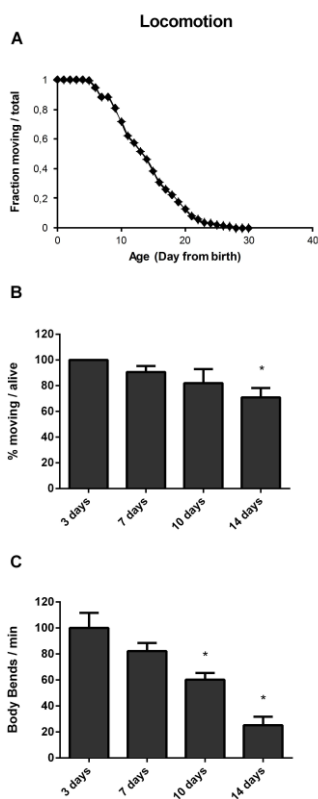 Locomotion
A
Fraction moving / total
1
0,8
0,6
0,4
0,2
0
0 10 20 30 40
Age (Day from birth)
B
% moving / alive
120
100
80
60
40
20
0
*
3 days 7 days 10 days 14 days
C
Body Bends / min
120
100
80
60
40
20
0
* *
3 days 7 days 10 days 14 days